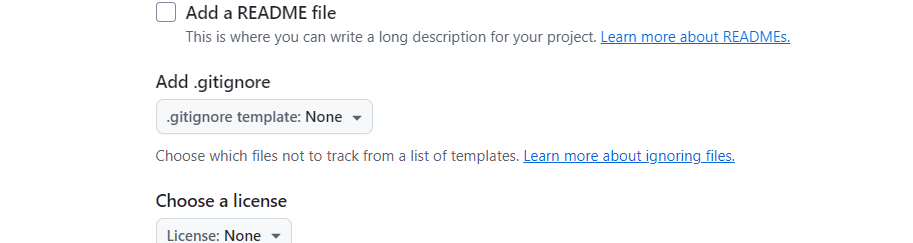 Add a README file
This is where you can write a long description for your project. Learn more about READMEs.
Add .gitignore
.gitignore template: None
Choose which files not to track from a list of templates. Learn more about ignoring files.
Choose a license
License: None